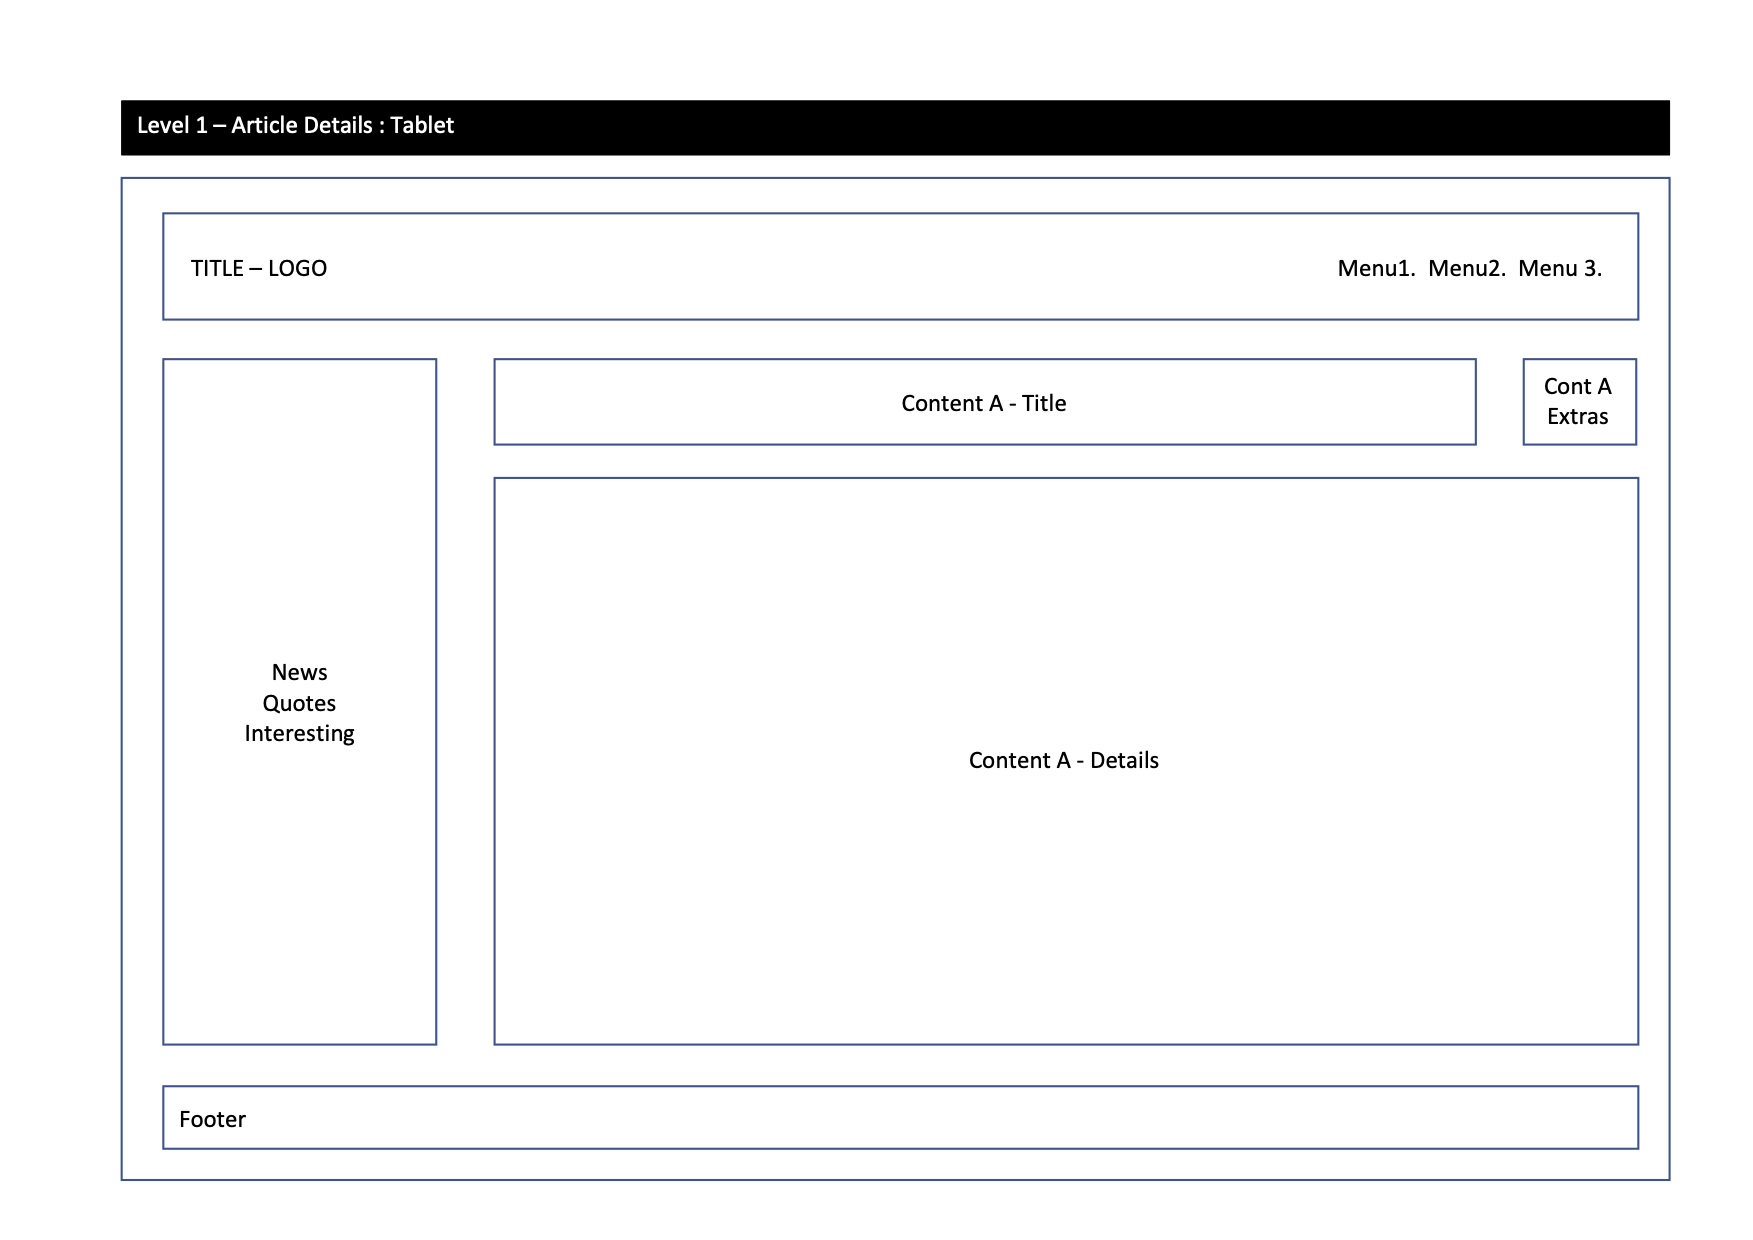 Level 1 – Article Details : Tablet
TITLE – LOGO
Menu1.  Menu2.  Menu 3.
News
Quotes
Interesting
Content A - Title
Cont A
Extras
Content A - Details
Footer